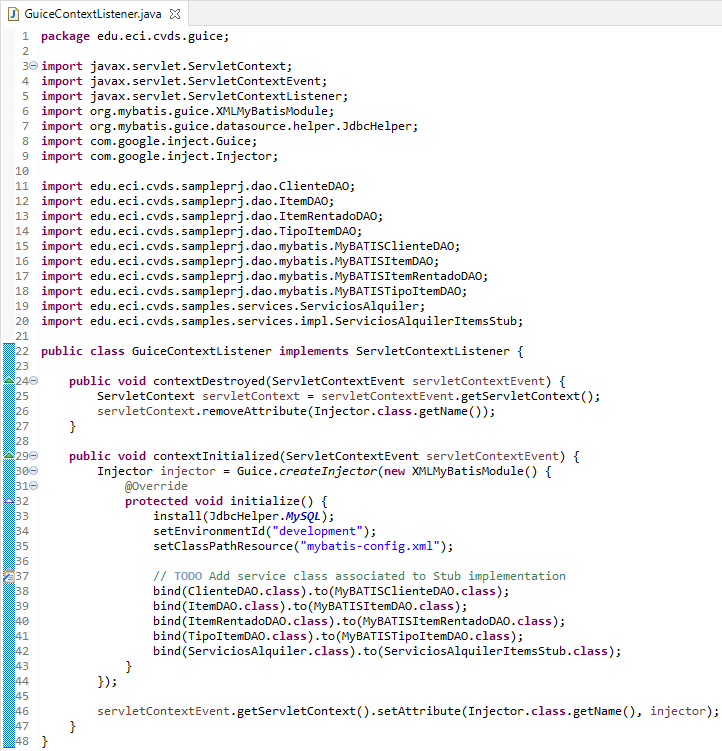 GuiceContextListener.java
1 package edu.eci.cvds.guice;
2
3 import javax.servlet.ServletContext;
4 import javax.servlet.ServletContextEvent;
5 import javax.servlet.ServletContextListener;
6 import org.mybatis.guice.XMLMyBatisModule;
7 import org.mybatis.guice.datasource.helper.JdbcHelper;
8 import com.google.inject.Guice;
9 import com.google.inject.Injector;
10
11 import edu.eci.cvds.sampleprj.dao.ClienteDAO;
12 import edu.eci.cvds.sampleprj.dao.ItemDAO;
13 import edu.eci.cvds.sampleprj.dao.ItemRentadoDAO;
14 import edu.eci.cvds.sampleprj.dao.TipoItemDAO;
15 import edu.eci.cvds.sampleprj.dao.mybatis.MyBATISClienteDAO;
16 import edu.eci.cvds.sampleprj.dao.mybatis.MyBATISItemDAO;
17 import edu.eci.cvds.sampleprj.dao.mybatis.MyBATISItemRentadoDAO;
18 import edu.eci.cvds.sampleprj.dao.mybatis.MyBATISTipoItemDAO;
19 import edu.eci.cvds.samples.services.ServiciosAlquiler;
20 import edu.eci.cvds.samples.services.impl.ServiciosAlquilerItemsStub;
21
22 public class GuiceContextListener implements ServletContextListener {
23
24     public void contextDestroyed(ServletContextEvent servletContextEvent) {
25         ServletContext servletContext = servletContextEvent.getServletContext();
26         servletContext.removeAttribute(Injector.class.getName());
27     }
28
29     public void contextInitialized(ServletContextEvent servletContextEvent) {
30         Injector injector = Guice.createInjector(new XMLMyBatisModule() {
31             @Override
32             protected void initialize() {
33                 install(JdbcHelper.MySQL);
34                 setEnvironmentId("development");
35                 setClassPathResource("mybatis-config.xml");
36
37                 // TODO Add service class associated to Stub implementation
38                 bind(ClienteDAO.class).to(MyBATISClienteDAO.class);
39                 bind(ItemDAO.class).to(MyBATISItemDAO.class);
40                 bind(ItemRentadoDAO.class).to(MyBATISItemRentadoDAO.class);
41                 bind(TipoItemDAO.class).to(MyBATISTipoItemDAO.class);
42                 bind(ServiciosAlquiler.class).to(ServiciosAlquilerItemsStub.class);
43             }
44         });
45
46         servletContextEvent.getServletContext().setAttribute(Injector.class.getName(), injector);
47     }
48 }